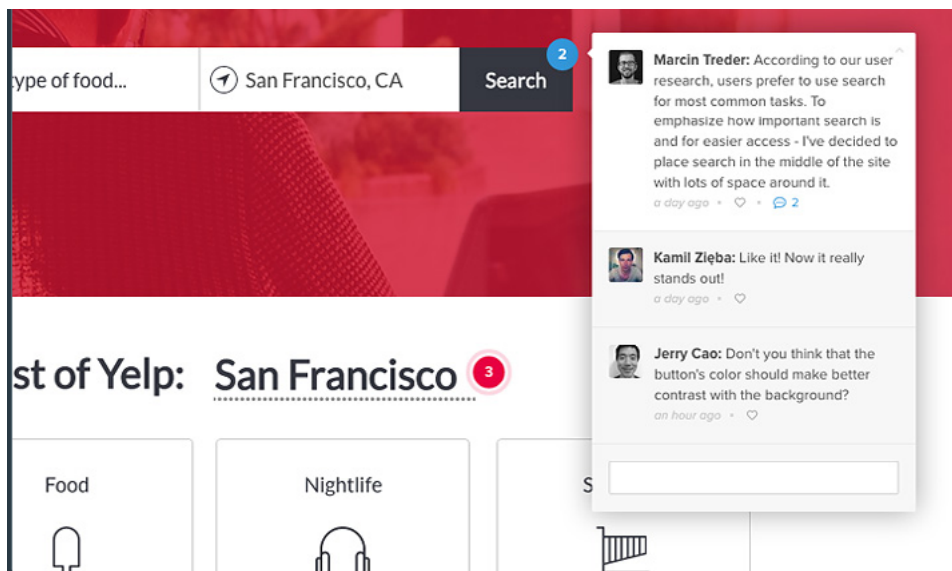 ype of food...
San Francisco, CA
Search
2
Marcin Treder: According to our user
research, users prefer to use search
for most common tasks. To
emphasize how important search is
and for easier access - I've decided to
place search in the middle of the site
with lots of space around it.
a day ago • • 2
Kamil Zięba: Like it! Now it really
stands out!
a day ago •
Jerry Cao: Don't you think that the
button's color should make better
contrast with the background?
an hour ago •
st of Yelp: San Francisco 3
Food
Nightlife
S